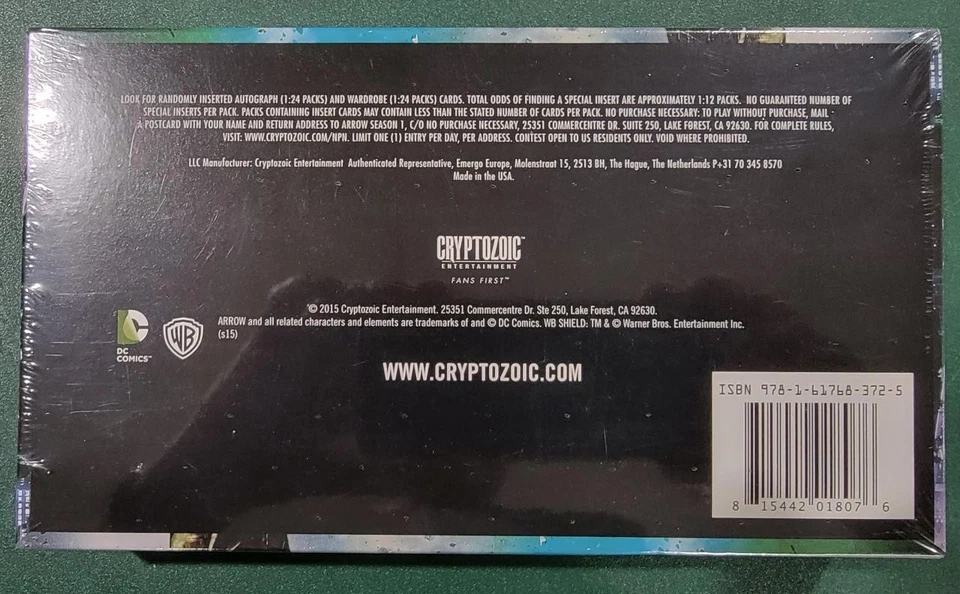 LOOK FOR RANDOMLY INSERTED AUTOGRAPH (1:24 PACKS) AND WARDROBE (1:24 PACKS) CARDS. TOTAL ODDS OF FINDING A SPECIAL INSERT ARE APPROXIMATELY 1:12 PACKS. NO GUARANTEED NUMBER OF
SPECIAL INSERTS PER PACK. PACKS CONTAINING INSERT CARDS MAY CONTAIN LESS THAN THE STATED NUMBER OF CARDS PER PACK. NO PURCHASE NECESSARY: TO PLAY WITHOUT PURCHASE, MAIL
A POSTCARD WITH YOUR NAME AND RETURN ADDRESS TO ARROW SEASON 1, C/O NO PURCHASE NECESSARY, 25351 COMMERCENTRE DR. SUITE 250, LAKE FOREST, CA 92630. FOR COMPLETE RULES,
VISIT: WWW.CRYPTOZOIC.COM/NPN. LIMIT ONE (1) ENTRY PER DAY, PER ADDRESS. CONTEST OPEN TO US RESIDENTS ONLY. VOID WHERE PROHIBITED.
LLC Manufacturer: Cryptozoic Entertainment Authenticated Representative, Emergo Europe, Molenstraat 15, 2513 BH, The Hague, The Netherlands P+31 70 345 8570
Made in the USA.
CRYPTOZOIC™
ENTERTAINMENT
FANS FIRST™
© 2015 Cryptozoic Entertainment. 25351 Commercentre Dr. Ste 250, Lake Forest, CA 92630.
ARROW and all related characters and elements are trademarks of and © DC Comics. WB SHIELD: TM & © Warner Bros. Entertainment Inc.
(s15)
DC
COMICS™
WB
WWW.CRYPTOZOIC.COM
ISBN 978-1-61768-372-5
8 15442 01807 6